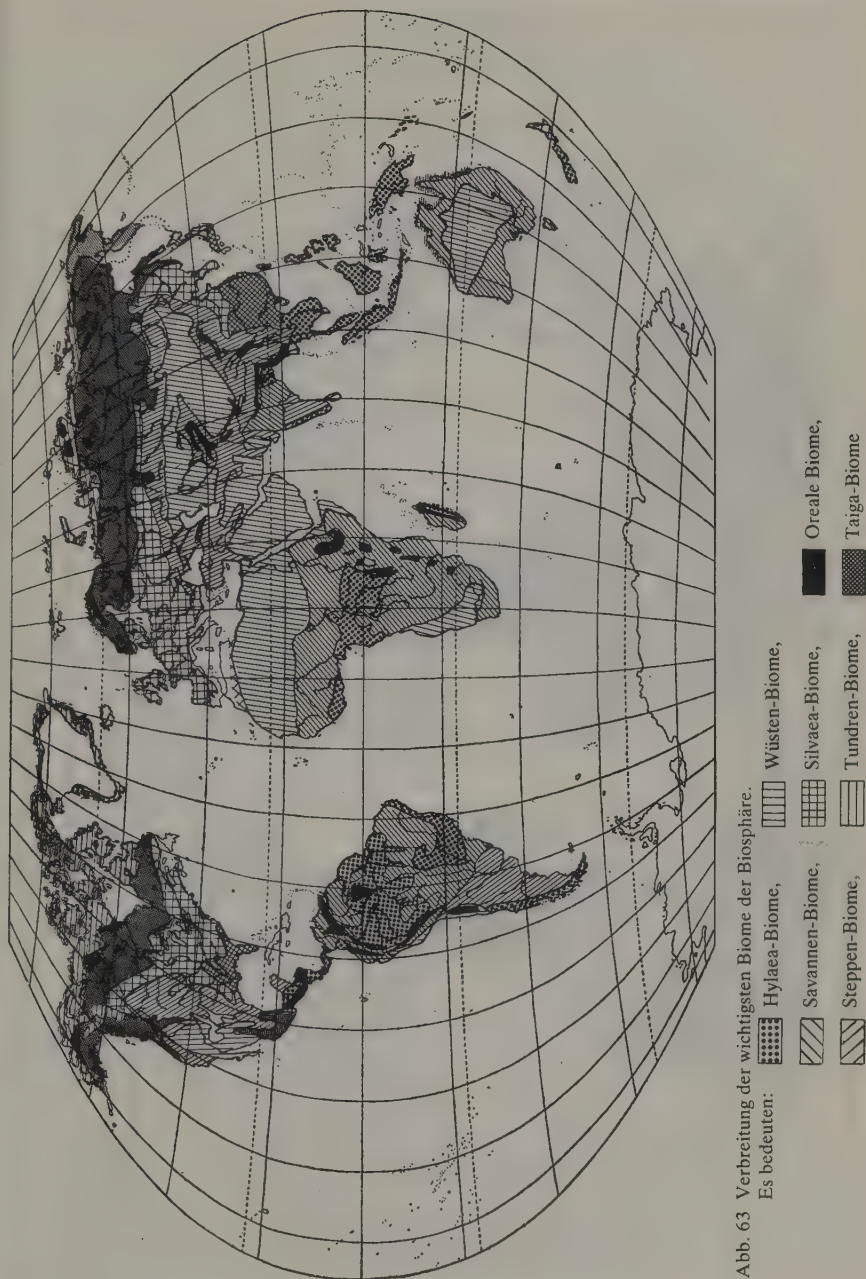 Abb. 63 Verbreitung der wichtigsten Biome der Biosphäre.
Es bedeuten: Hylaea-Biome, Wüsten-Biome,
Savannen-Biome, Silvaea-Biome, Oreale Biome,
Steppen-Biome, Tundren-Biome, Taiga-Biome